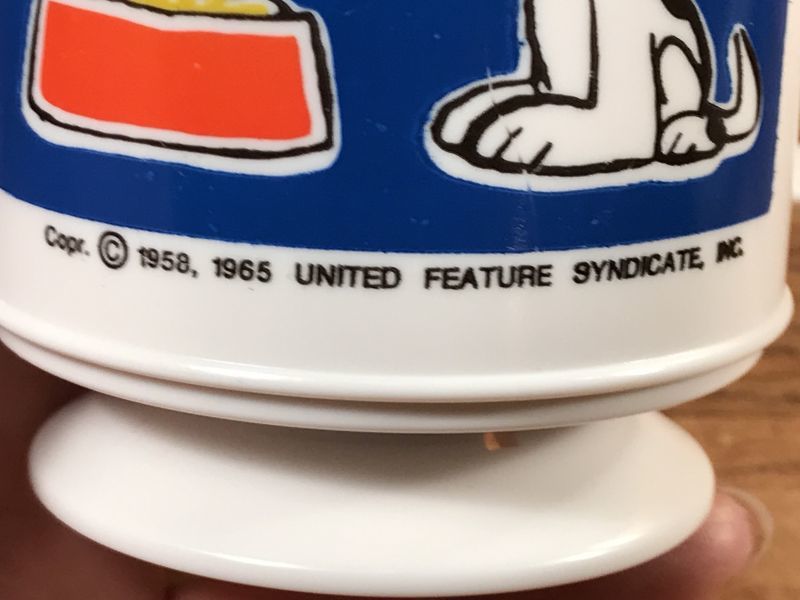 Copr. © 1958, 1965 UNITED FEATURE SYNDICATE, INC.